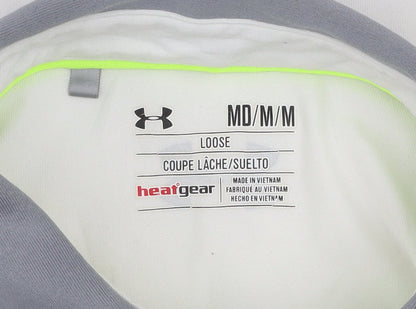 MD/M/M
LOOSE
COUPE LÂCHE/SUELTO
heatgear
MADE IN VIETNAM
FABRIQUÉ AU VIETNAM
HECHO EN VIETNAM